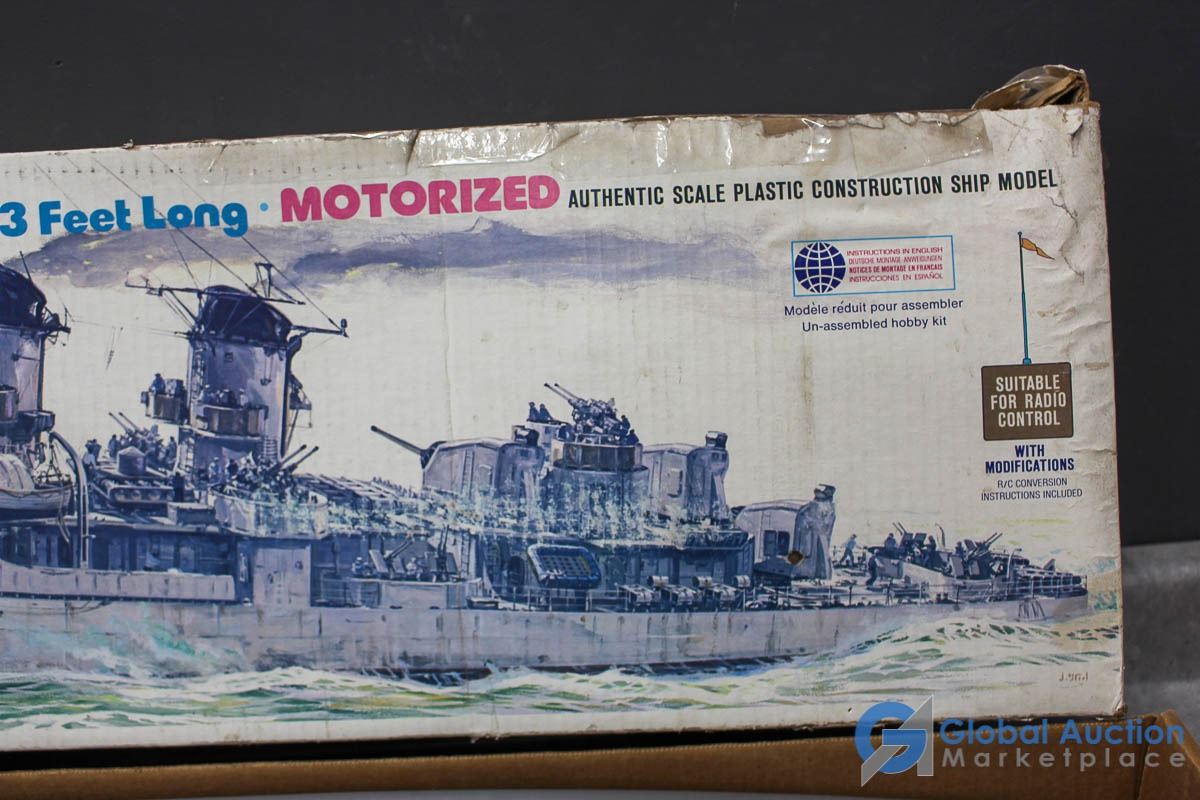 3 Feet Long · MOTORIZED AUTHENTIC SCALE PLASTIC CONSTRUCTION SHIP MODEL
INSTRUCTIONS IN ENGLISH
DEUTSCHE MONTAGE-ANWEISUNGEN
NOTICES DE MONTAGE EN FRANCAIS
INSTRUCCIONES EN ESPAÑOL
Modèle réduit pour assembler
Un-assembled hobby kit
SUITABLE
FOR RADIO
CONTROL
WITH
MODIFICATIONS
R/C CONVERSION
INSTRUCTIONS INCLUDED
Global Auction
Marketplace